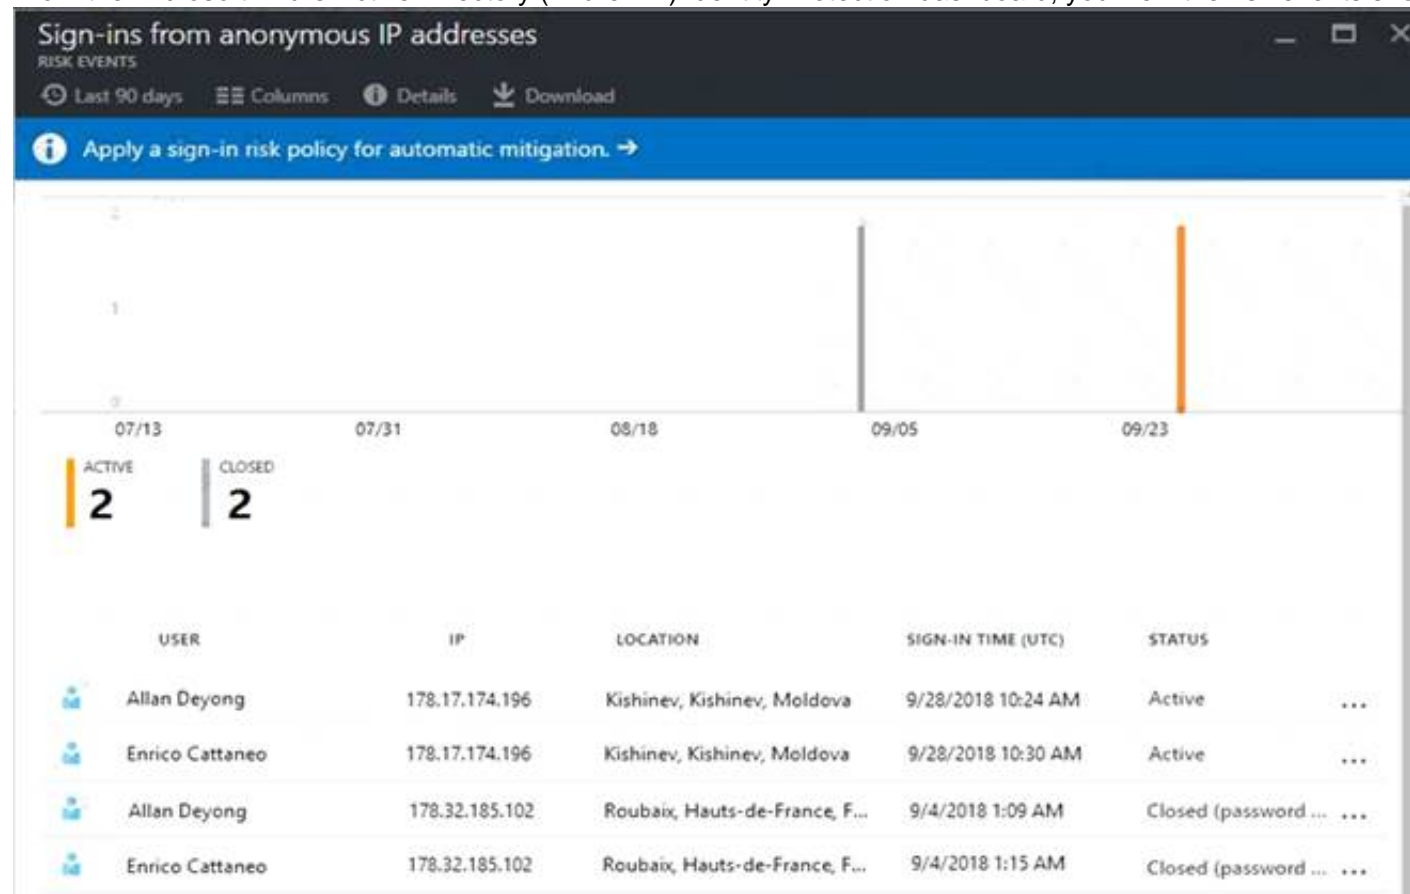 Sign-ins from anonymous IP addresses
RISK EVENTS
Last 90 days Columns Details Download
Apply a sign-in risk policy for automatic mitigation. →
2
1
0
07/13 07/31 08/18 09/05 09/23
ACTIVE CLOSED
2 2
USER IP LOCATION SIGN-IN TIME (UTC) STATUS
Allan Deyong 178.17.174.196 Kishinev, Kishinev, Moldova 9/28/2018 10:24 AM Active ...
Enrico Cattaneo 178.17.174.196 Kishinev, Kishinev, Moldova 9/28/2018 10:30 AM Active ...
Allan Deyong 178.32.185.102 Roubaix, Hauts-de-France, F... 9/4/2018 1:09 AM Closed (password ... ...
Enrico Cattaneo 178.32.185.102 Roubaix, Hauts-de-France, F... 9/4/2018 1:15 AM Closed (password ... ...